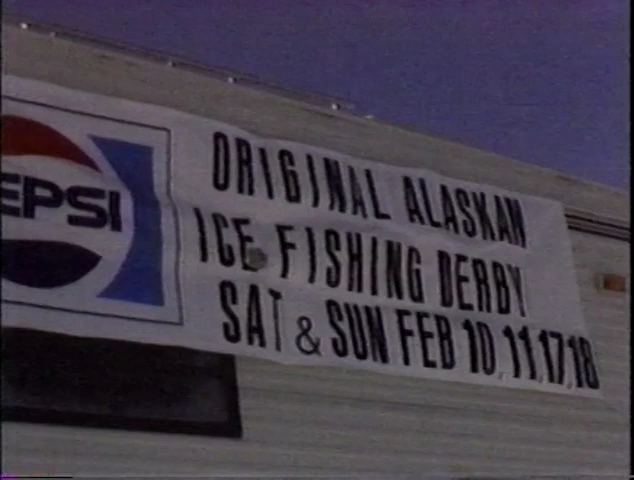 EPSI
ORIGINAL ALASKAN
ICE FISHING DERBY
SAT & SUN FEB 10,11,17,18